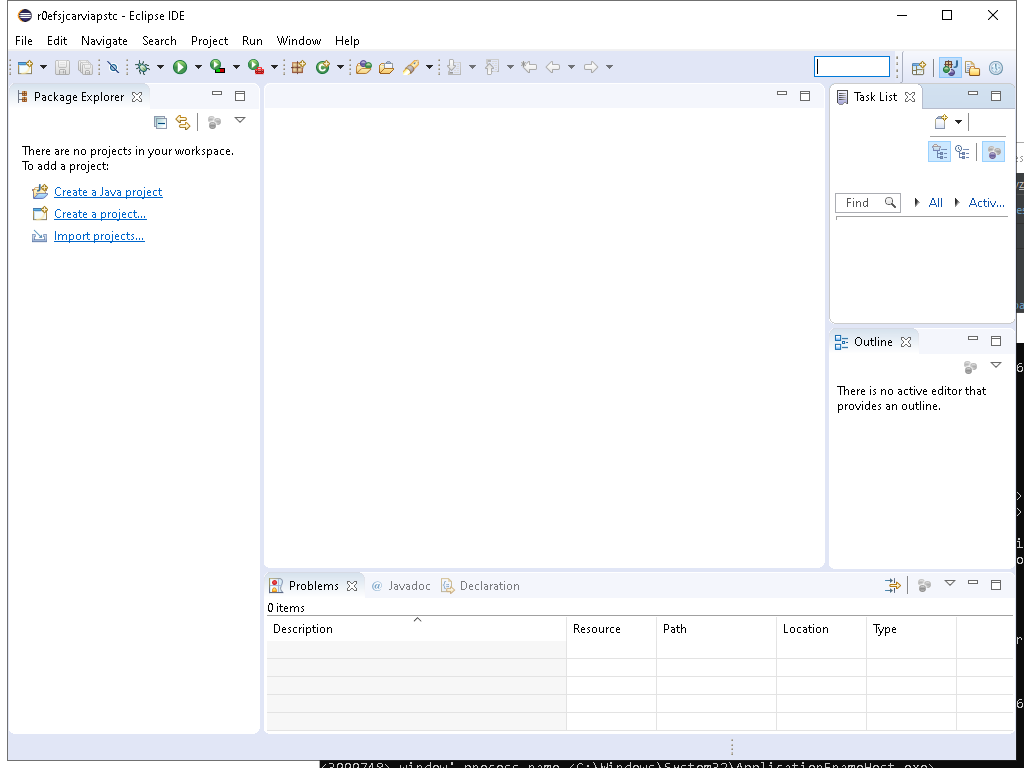 r0efsjcarviapstc - Eclipse IDE
File Edit Navigate Search Project Run Window Help
Package Explorer
There are no projects in your workspace.
To add a project:
Create a Java project
Create a project...
Import projects...
Task List
Find All Activ...
Outline
There is no active editor that
provides an outline.
Problems @ Javadoc Declaration
0 items
Description Resource Path Location Type
<3999748> window' process name <C:\Windows\System32\ApplicationFrameHost.exe>